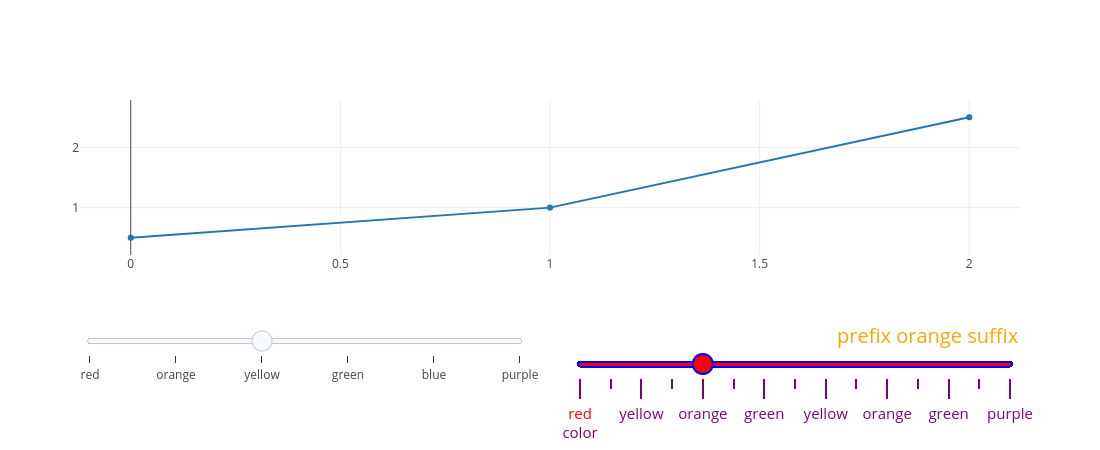 2
1
0 0.5 1 1.5 2
prefix orange suffix
red orange yellow green blue purple
red yellow orange green yellow orange green purple
color